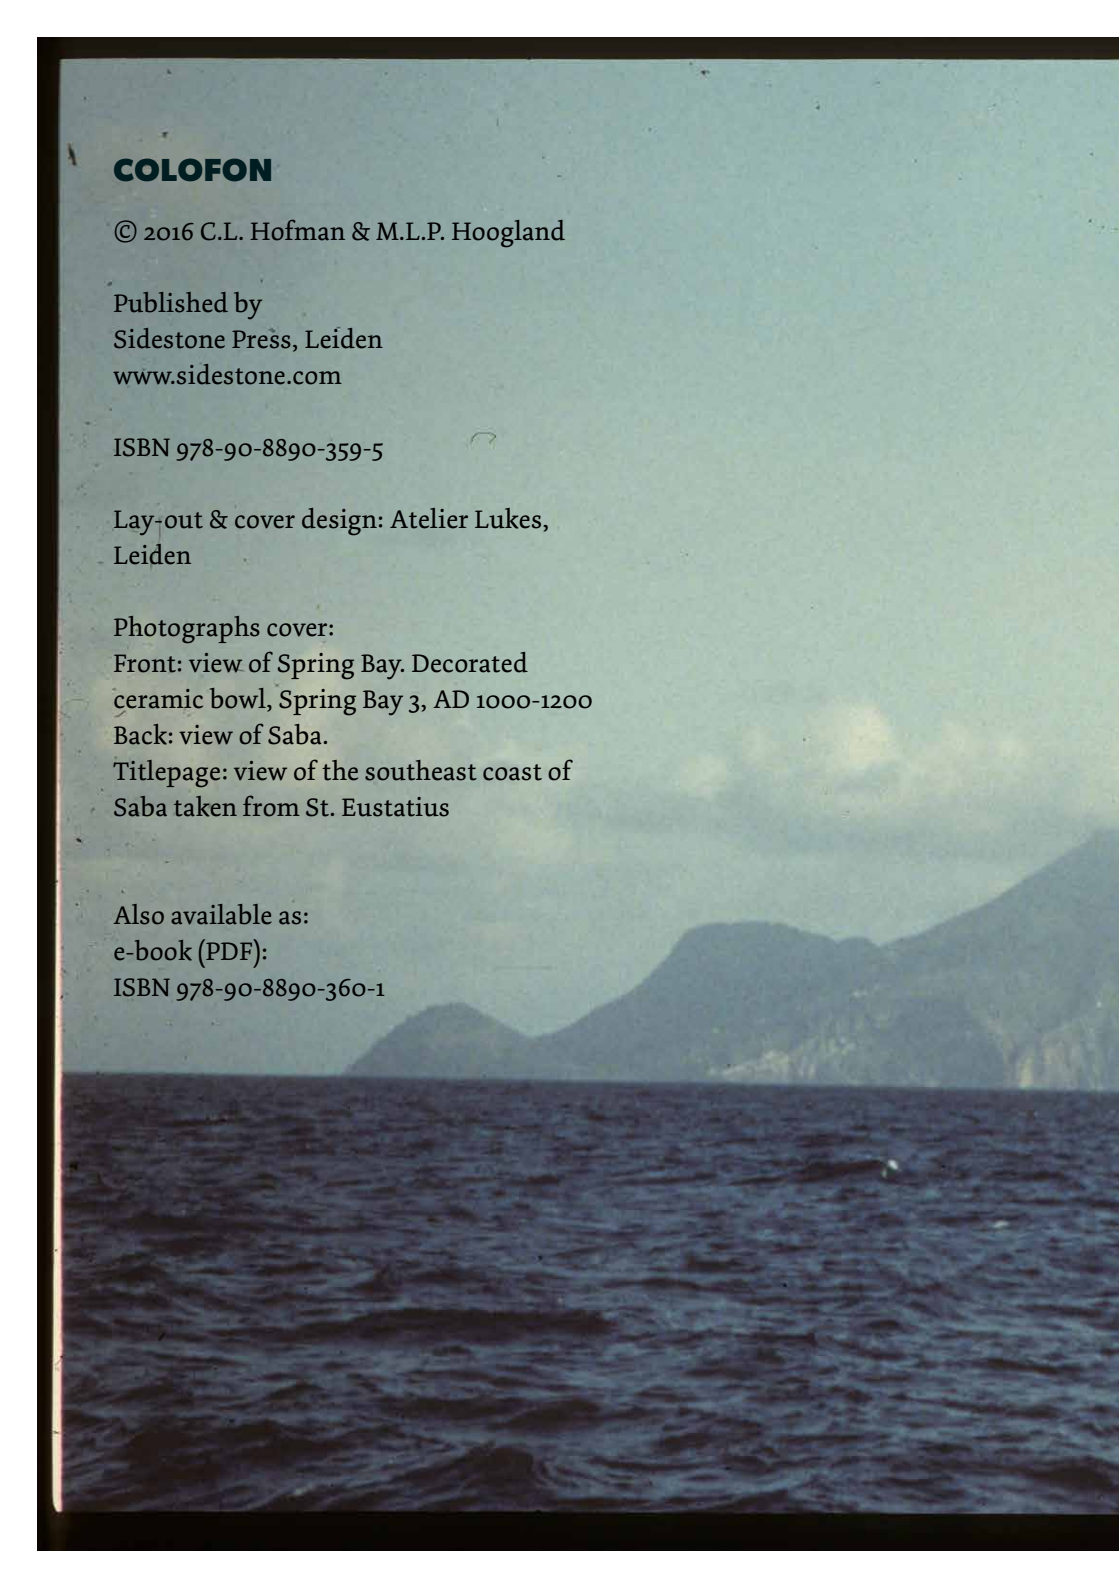 COLOFON
© 2016 C.L. Hofman & M.L.P. Hoogland
Published by
Sidestone Press, Leiden
www.sidestone.com
ISBN 978-90-8890-359-5
Lay-out & cover design: Atelier Lukes,
Leiden
Photographs cover:
Front: view of Spring Bay. Decorated
ceramic bowl, Spring Bay 3, AD 1000-1200
Back: view of Saba.
Titlepage: view of the southeast coast of
Saba taken from St. Eustatius
Also available as:
e-book (PDF):
ISBN 978-90-8890-360-1